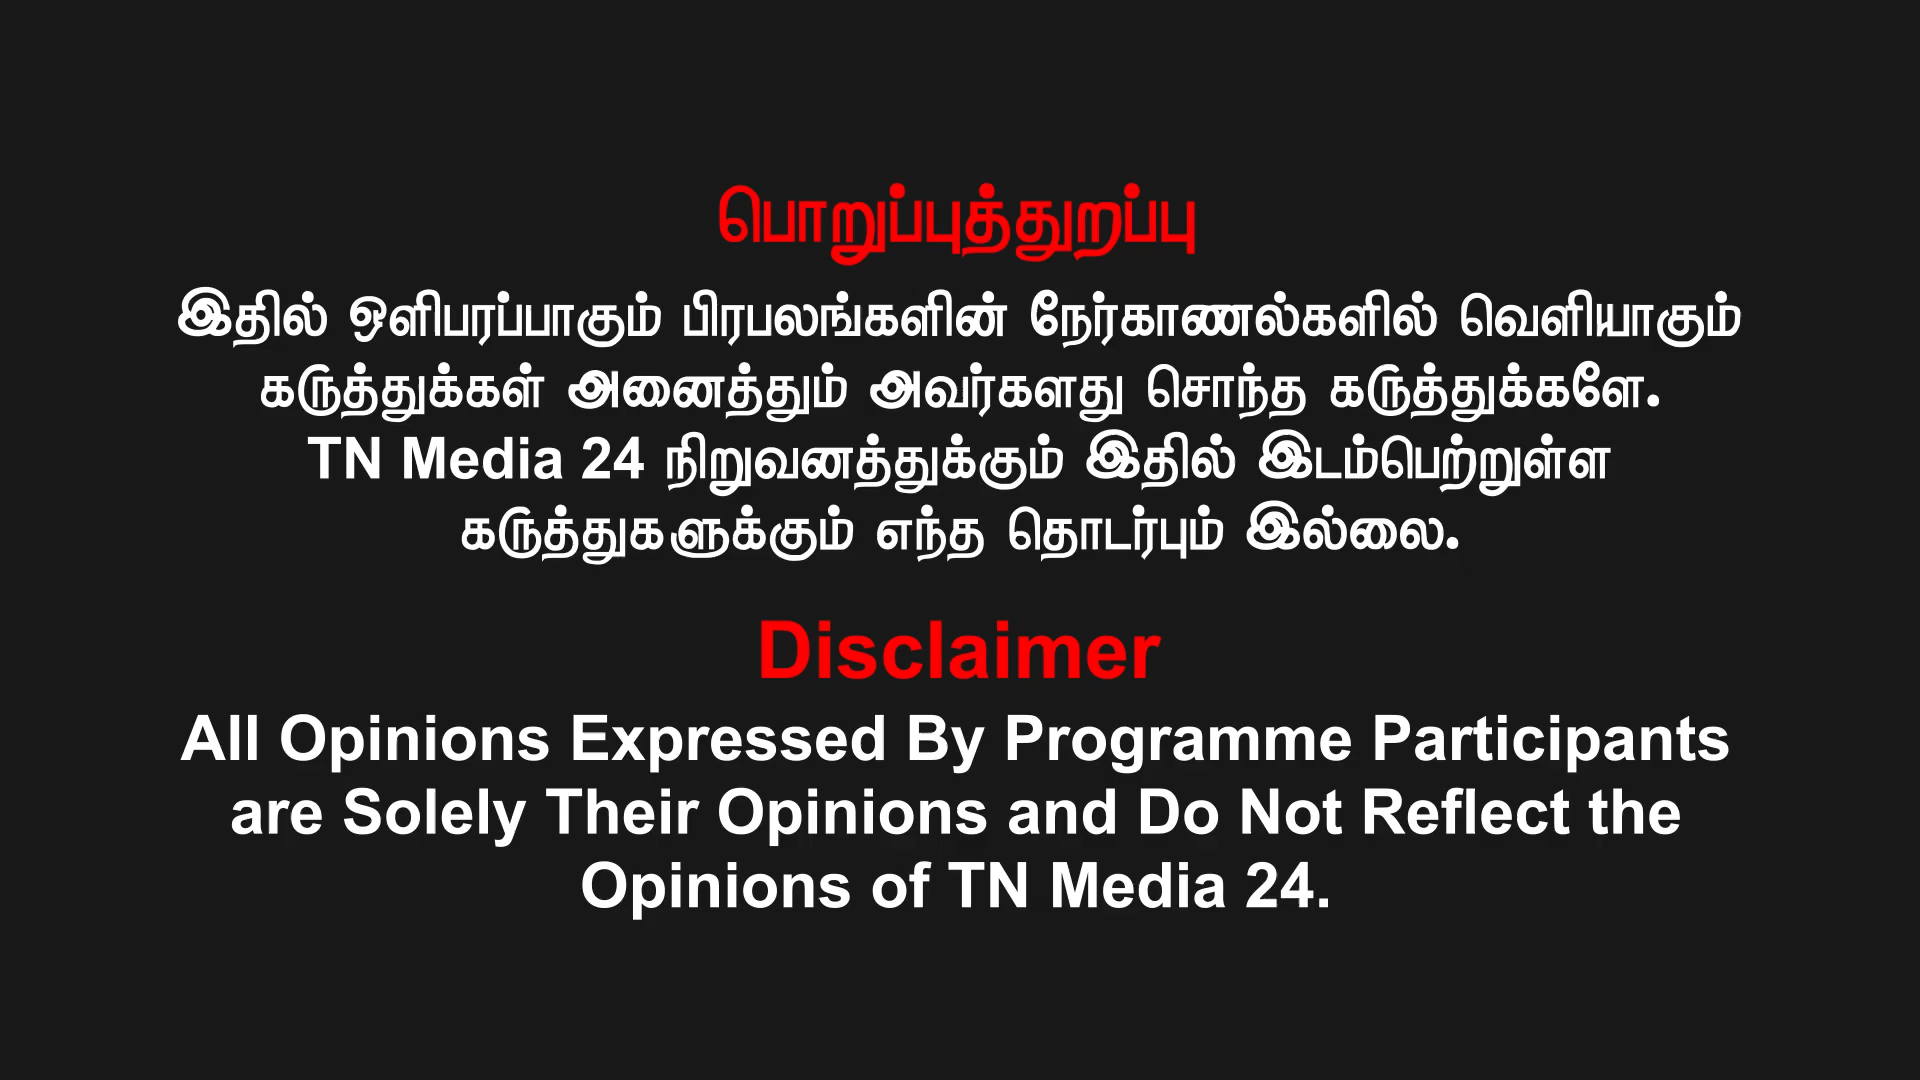 பொறுப்புத்துறப்பு
இதில் ஒளிபரப்பாகும் பிரபலங்களின் நேர்காணல்களில் வெளியாகும்
கருத்துக்கள் அனைத்தும் அவர்களது சொந்த கருத்துக்களே.
TN Media 24 நிறுவனத்துக்கும் இதில் இடம்பெற்றுள்ள
கருத்துகளுக்கும் எந்த தொடர்பும் இல்லை.
Disclaimer
All Opinions Expressed By Programme Participants
are Solely Their Opinions and Do Not Reflect the
Opinions of TN Media 24.